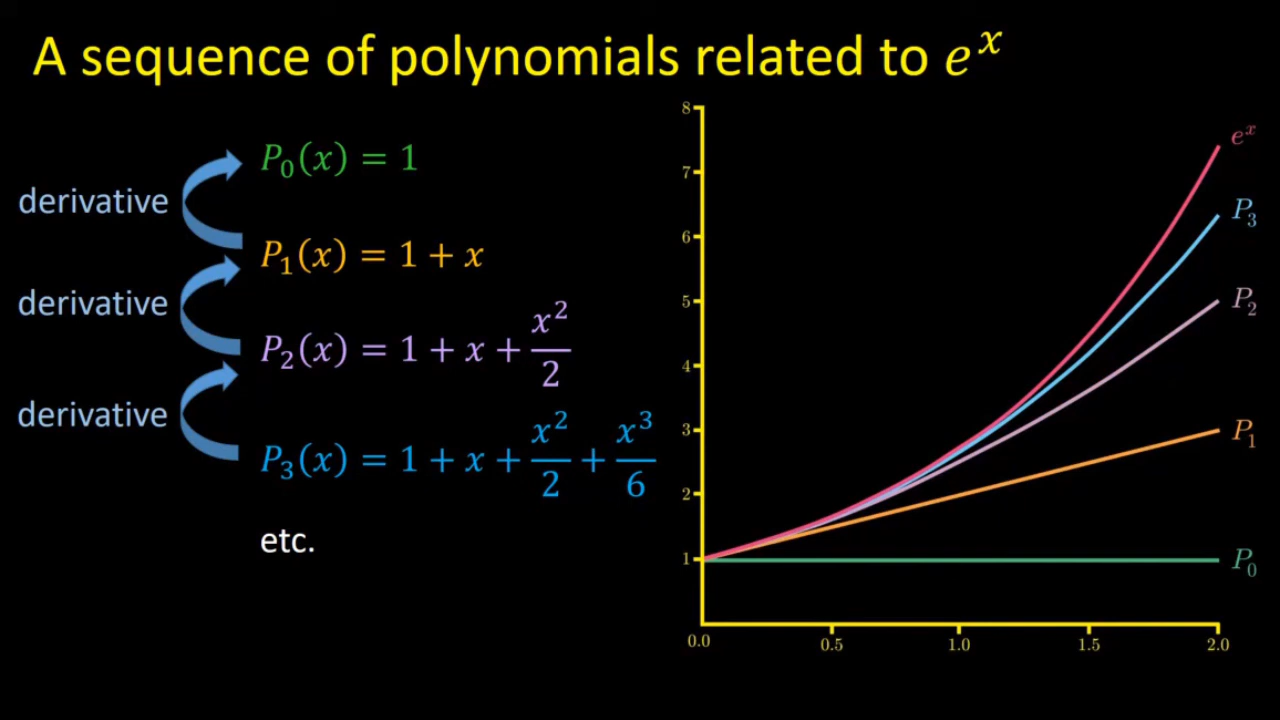 A sequence of polynomials related to eˣ
P₀(x) = 1
derivative
P₁(x) = 1 + x
derivative
P₂(x) = 1 + x + x²/2
derivative
P₃(x) = 1 + x + x²/2 + x³/6
etc.
8
7
6
5
4
3
2
1
0.0 0.5 1.0 1.5 2.0
eˣ
P₃
P₂
P₁
P₀